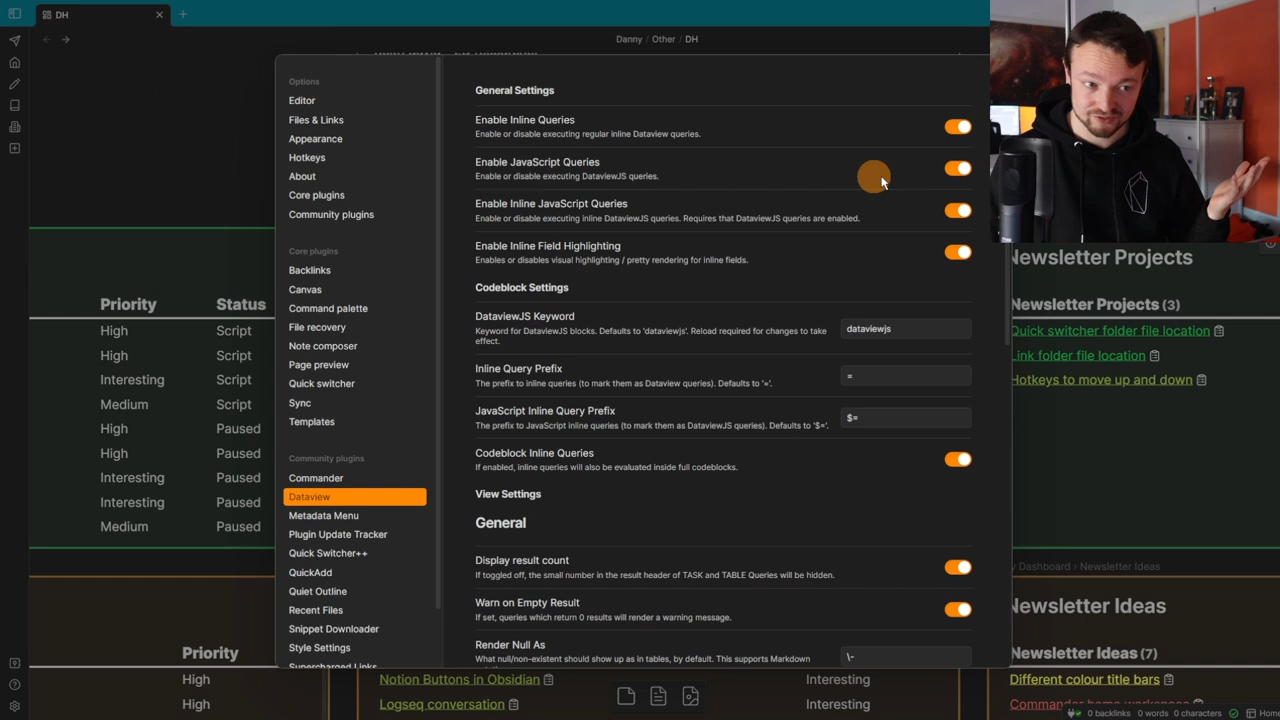 DH
Danny / Other / DH
Options
Editor
Files & Links
Appearance
Hotkeys
About
Core plugins
Community plugins
Core plugins
Backlinks
Canvas
Command palette
File recovery
Note composer
Page preview
Quick switcher
Sync
Templates
Community plugins
Commander
Dataview
Metadata Menu
Plugin Update Tracker
Quick Switcher++
QuickAdd
Quiet Outline
Recent Files
Snippet Downloader
Style Settings
Supercharged Links
General Settings
Enable Inline Queries
Enable or disable executing regular inline Dataview queries.
Enable JavaScript Queries
Enable or disable executing DataviewJS queries.
Enable Inline JavaScript Queries
Enable or disable executing inline DataviewJS queries. Requires that DataviewJS queries are enabled.
Enable Inline Field Highlighting
Enables or disables visual highlighting / pretty rendering for inline fields.
Codeblock Settings
DataviewJS Keyword
Keyword for DataviewJS blocks. Defaults to 'dataviewjs'. Reload required for changes to take
effect.
dataviewjs
Inline Query Prefix
The prefix to inline queries (to mark them as Dataview queries). Defaults to '='.
=
JavaScript Inline Query Prefix
The prefix to JavaScript inline queries (to mark them as DataviewJS queries). Defaults to '$='.
$=
Codeblock Inline Queries
If enabled, inline queries will also be evaluated inside full codeblocks.
View Settings
General
Display result count
If toggled off, the small number in the result header of TASK and TABLE Queries will be hidden.
Warn on Empty Result
If set, queries which return 0 results will render a warning message.
Render Null As
What null/non-existent should show up as in tables, by default. This supports Markdown
\-
Priority Status
High Script
High Script
Interesting Script
Medium Script
High Paused
High Paused
Interesting Paused
Interesting Paused
Medium Paused
Newsletter Projects
Newsletter Projects (3)
Quick switcher folder file location
Link folder file location
Hotkeys to move up and down
y Dashboard › Newsletter Ideas
Newsletter Ideas
Newsletter Ideas (7)
Different colour title bars
Commander home workspaces
Priority
High
High
Notion Buttons in Obsidian Interesting
Logseq conversation Interesting
0 backlinks 0 words 0 characters Hom